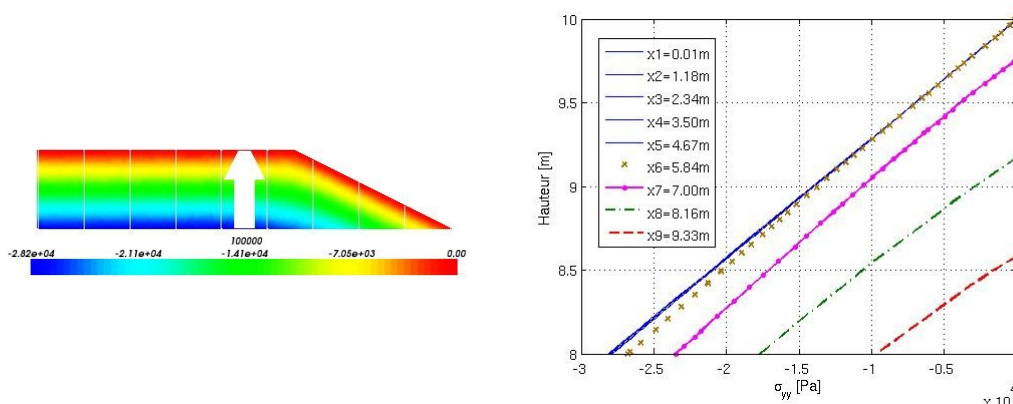 100000
-2.82e+04 -2.11e+04 -1.41e+04 -7.05e+03 0.00
10
9.5
9
8.5
8
Hauteur [m]
x1=0.01m
x2=1.18m
x3=2.34m
x4=3.50m
x5=4.67m
x6=5.84m
x7=7.00m
x8=8.16m
x9=9.33m
-3 -2.5 -2 -1.5 -1 -0.5 0
σyy [Pa]
x 10